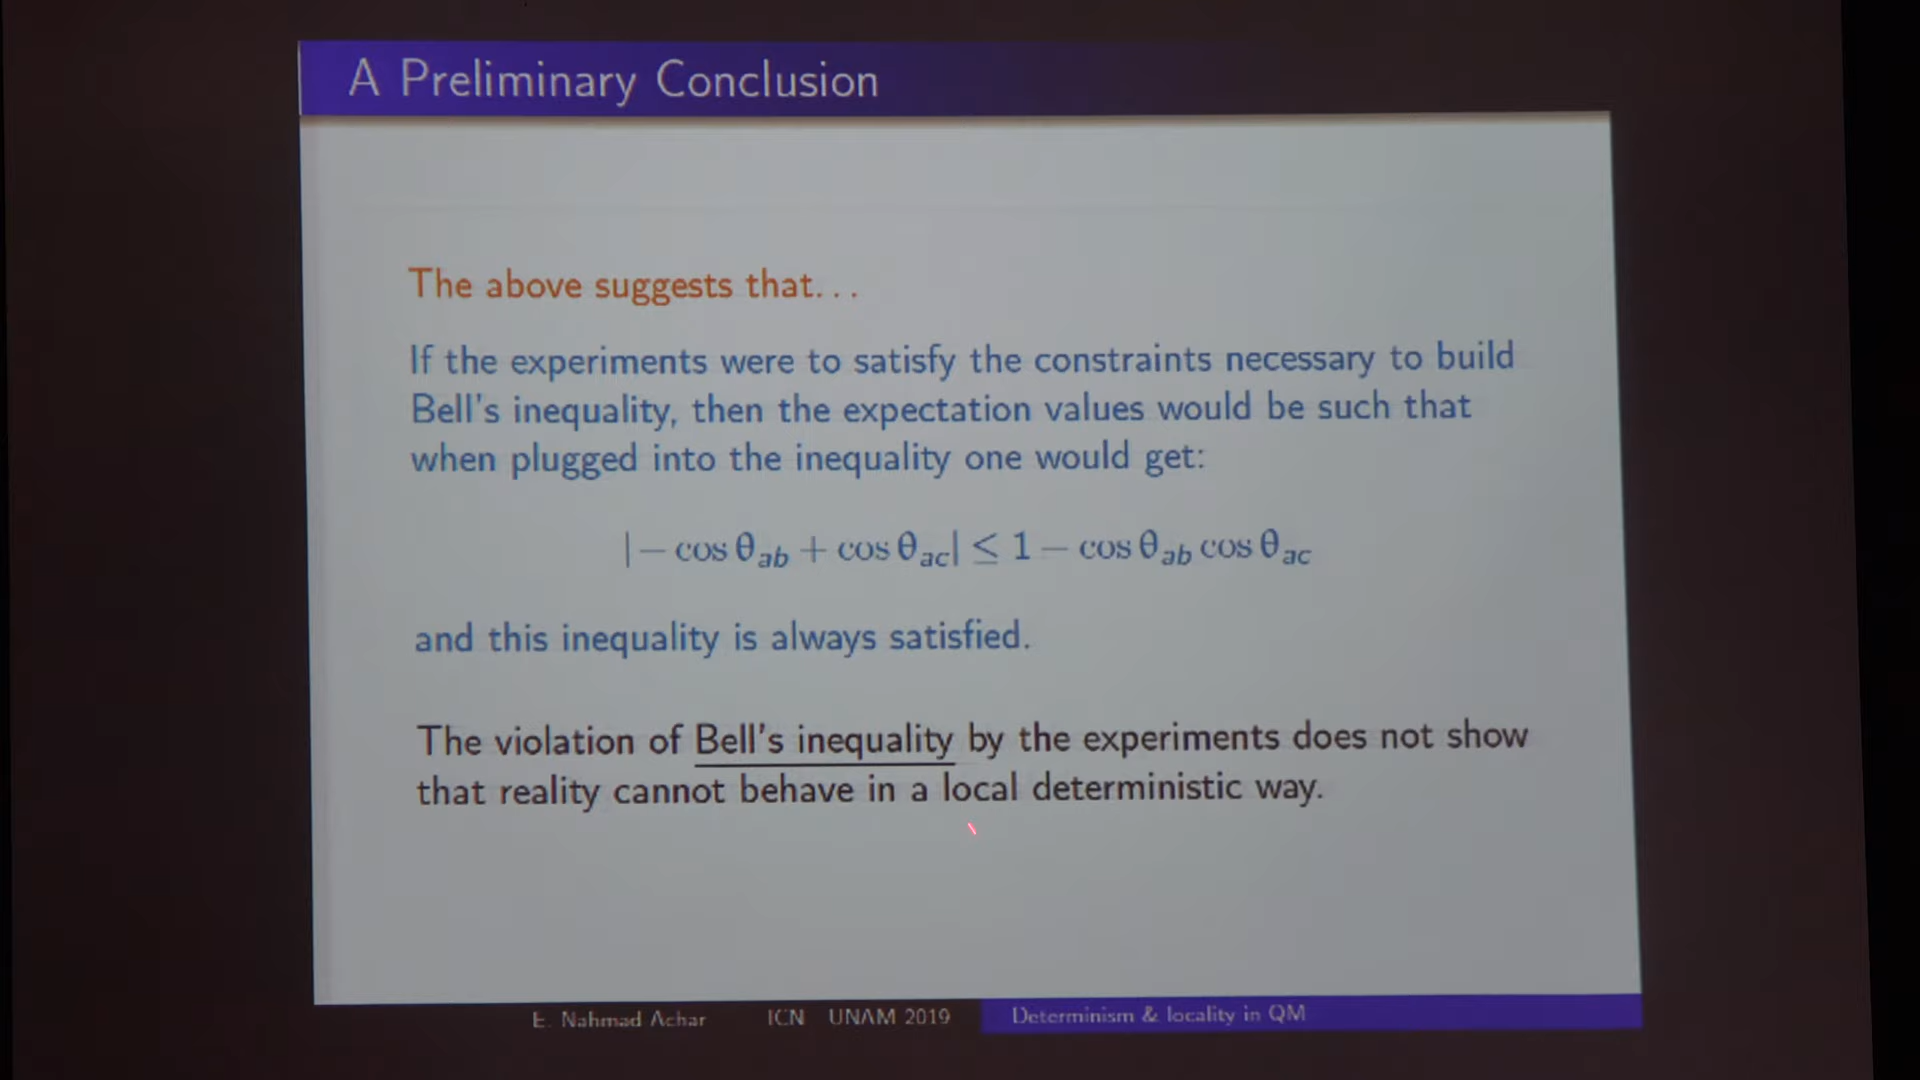 A Preliminary Conclusion
The above suggests that...
If the experiments were to satisfy the constraints necessary to build
Bell's inequality, then the expectation values would be such that
when plugged into the inequality one would get:
|− cos θ_ab + cos θ_ac| ≤ 1 − cos θ_ab cos θ_ac
and this inequality is always satisfied.
The violation of Bell's inequality by the experiments does not show
that reality cannot behave in a local deterministic way.
E. Nahmad Achar ICN UNAM 2019 Determinism & locality in QM